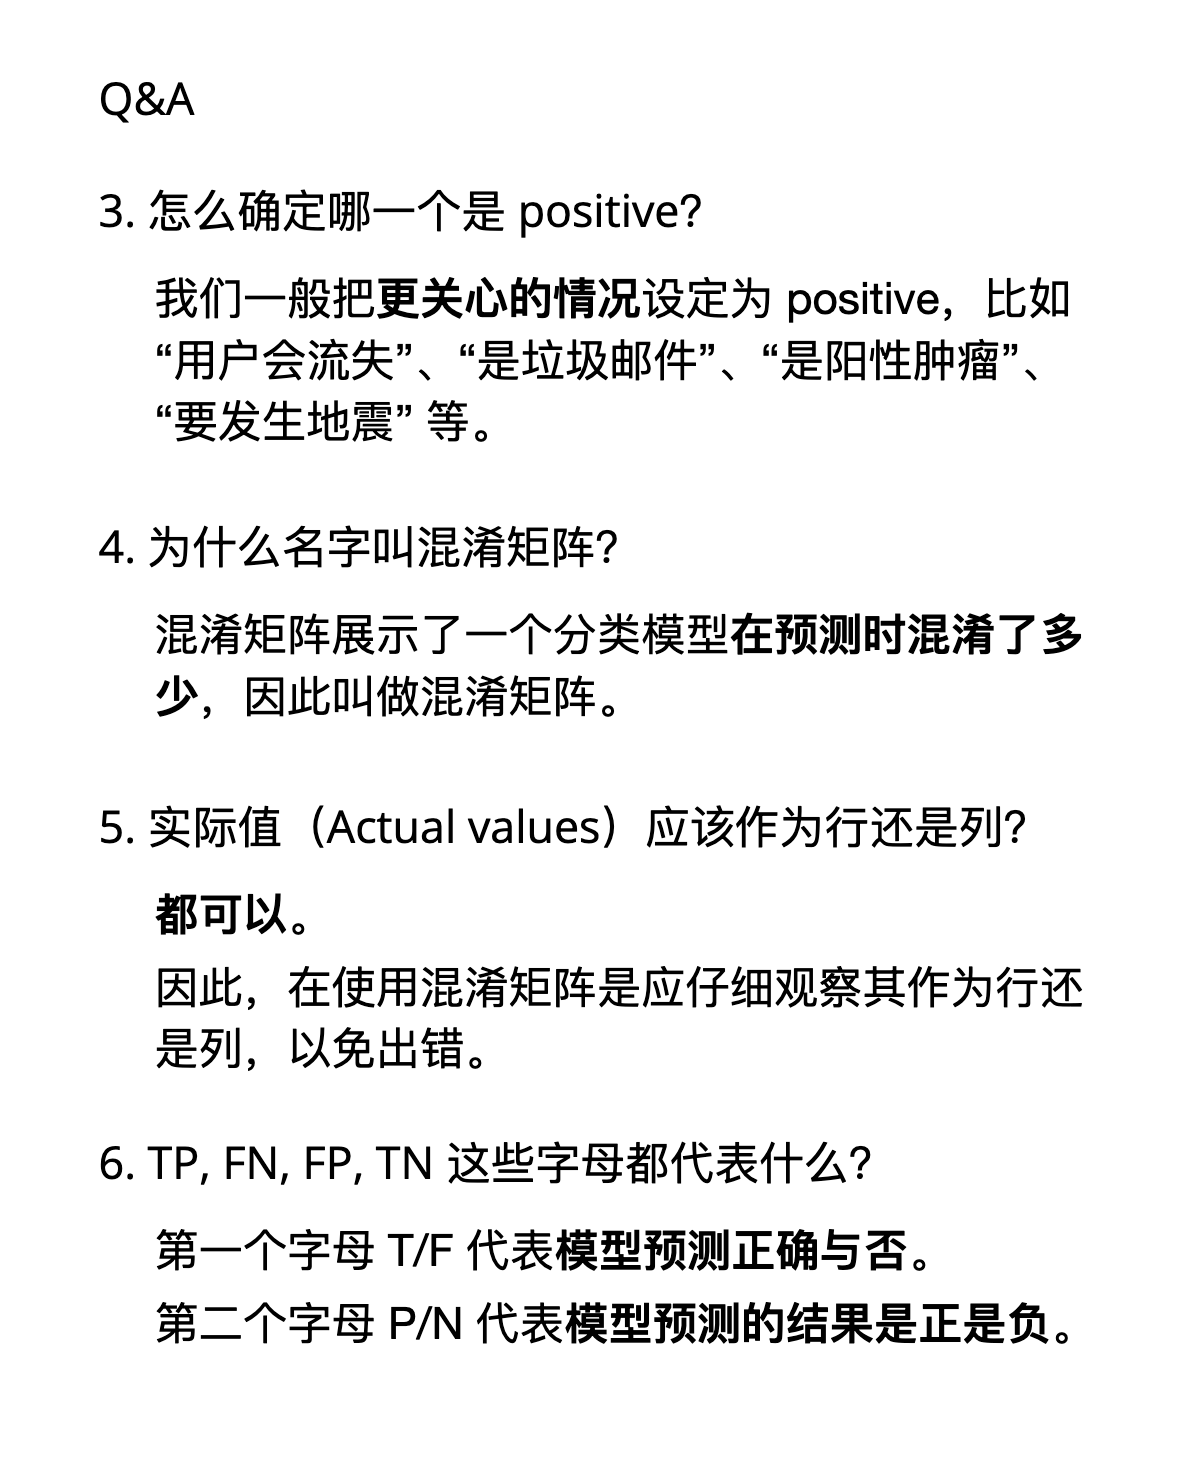 Q&A
3. 怎么确定哪一个是 positive？
我们一般把更关心的情况设定为 positive，比如
“用户会流失”、“是垃圾邮件”、“是阳性肿瘤”、
“要发生地震” 等。
4. 为什么名字叫混淆矩阵？
混淆矩阵展示了一个分类模型在预测时混淆了多
少，因此叫做混淆矩阵。
5. 实际值（Actual values）应该作为行还是列？
都可以。
因此，在使用混淆矩阵是应仔细观察其作为行还
是列，以免出错。
6. TP, FN, FP, TN 这些字母都代表什么？
第一个字母 T/F 代表模型预测正确与否。
第二个字母 P/N 代表模型预测的结果是正是负。